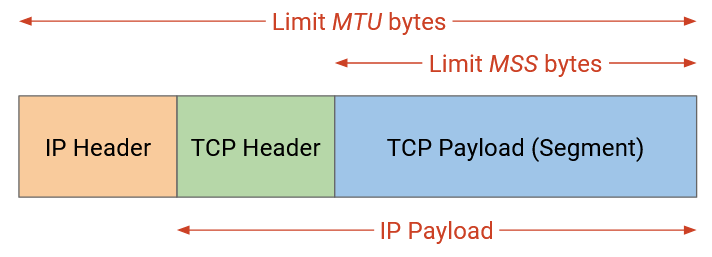 Limit MTU bytes
Limit MSS bytes
IP Header
TCP Header
TCP Payload (Segment)
IP Payload